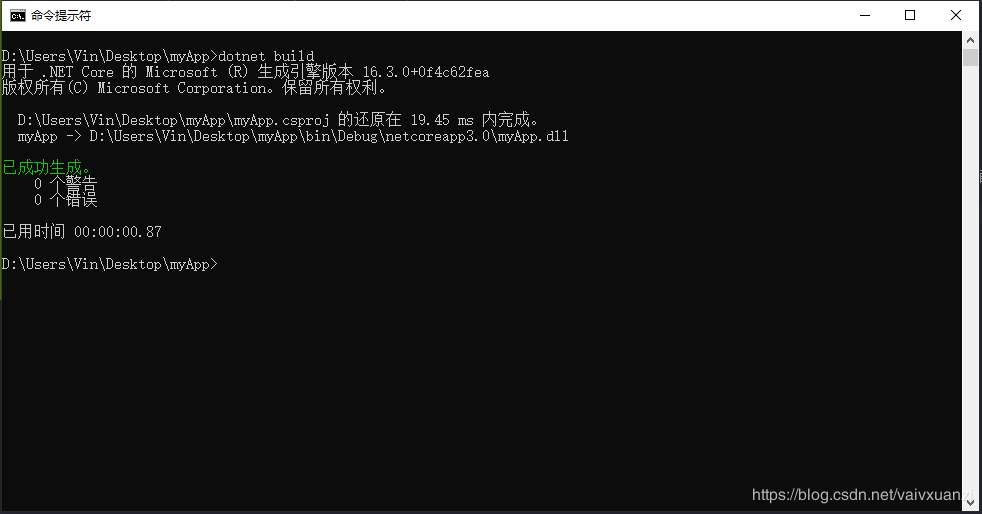 命令提示符
D:\Users\Vin\Desktop\myApp>dotnet build
用于 .NET Core 的 Microsoft (R) 生成引擎版本 16.3.0+0f4c62fea
版权所有(C) Microsoft Corporation。保留所有权利。
D:\Users\Vin\Desktop\myApp\myApp.csproj 的还原在 19.45 ms 内完成。
myApp -> D:\Users\Vin\Desktop\myApp\bin\Debug\netcoreapp3.0\myApp.dll
已成功生成。
0 个警告
0 个错误
已用时间 00:00:00.87
D:\Users\Vin\Desktop\myApp>
https://blog.csdn.net/vaivxuanzi